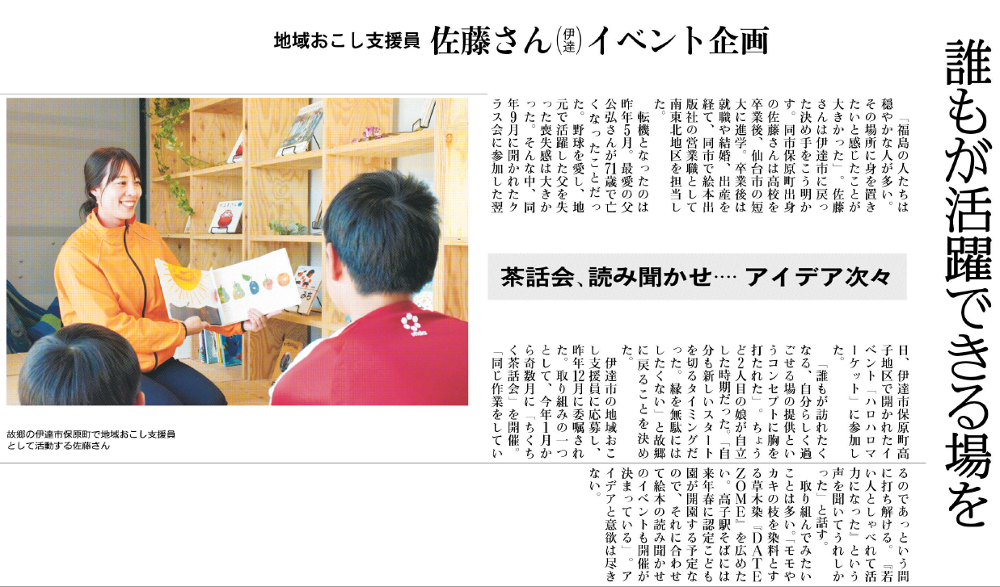 誰もが活躍できる場を
地域おこし支援員 佐藤さん(伊達)イベント企画
「福島の人たちは
穏やかな人が多い。
その場所に身を置き
たいと感じたことが
大きかった」。佐藤
さんは伊達市に戻っ
た決め手をこう明か
す。同市保原町出身
の佐藤さんは高校を
卒業後、仙台市の短
大に進学。卒業後は
就職や結婚、出産を
経て、同市で絵本出
版社の営業職として
南東北地区を担当し
た。
転機となったのは
昨年5月。最愛の父
公弘さんが71歳で亡
くなったことだっ
た。野球を愛し、地
元で活躍した父を失
った喪失感は大きか
った。そんな中、同
年9月に開かれたク
ラス会に参加した翌
茶話会、読み聞かせ‥‥ アイデア次々
日、伊達市保原町高
子地区で開かれたイ
ベント「ハロハロマ
ーケット」に参加し
た。
「誰もが訪れたく
なる、自分らしく過
ごせる場の提供とい
うコンセプトに胸を
打たれた」。ちょう
ど2人目の娘が自立
した時期だった。「自
分も新しいスタート
を切るタイミングだ
った。縁を無駄には
したくない」と故郷
に戻ることを決め
た。
伊達市の地域おこ
し支援員に応募し、
昨年12月に委嘱され
た。取り組みの一つ
として、今年1月か
ら奇数月に「ちくち
く茶話会」を開催。
「同じ作業をしてい
るのであっという間
に打ち解ける。『若
い人としゃべれて活
力になった』という
声を聞いてうれしか
った」と話す。
取り組んでみたい
ことは多い。「モモや
カキの枝を染料とす
る草木染『DATE
ZOME』を広めた
い。高子駅そばには
来年春に認定こども
園が開園する予定な
ので、それに合わせ
て絵本の読み聞かせ
のイベントも開催が
決まっている」。ア
イデアと意欲は尽き
ない。
故郷の伊達市保原町で地域おこし支援員
として活動する佐藤さん
みち